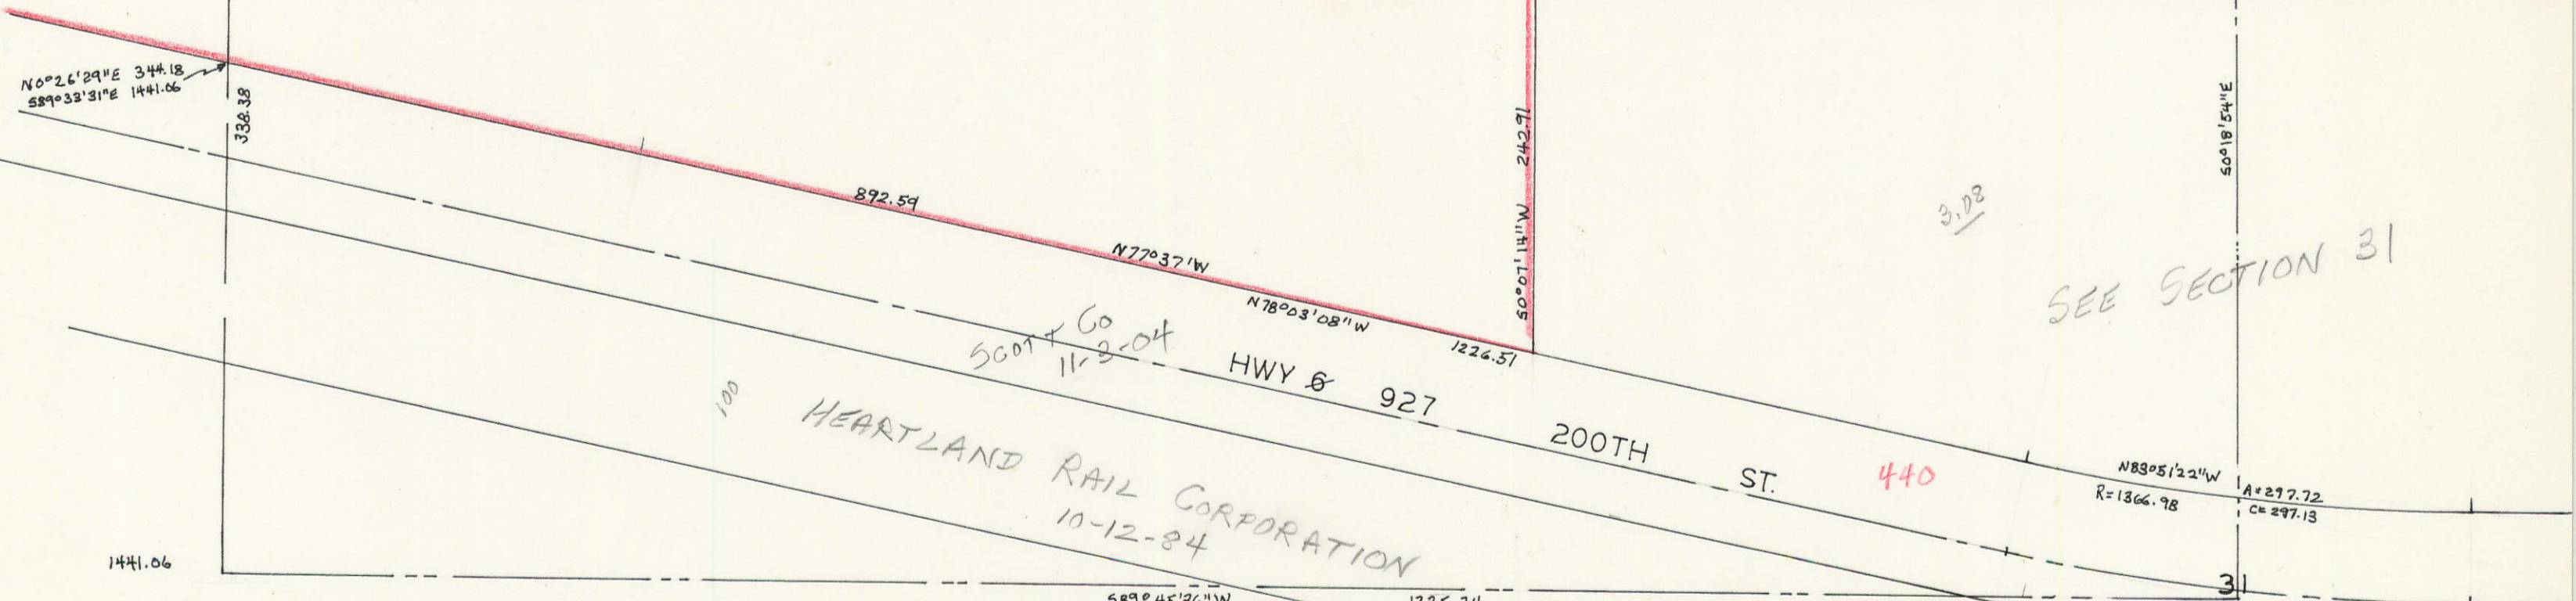 N0°26'29"E 344.18
S89°33'31"E 1441.06
338.38
892.59
N77°37'W
N78°03'08"W
1226.51
S0°07'14"W 242.91
3.08
S0°18'54"E
SEE SECTION 31
SCOTT CO
11-3-04
HWY 6 927 200TH ST.
440
100
HEARTLAND RAIL CORPORATION
10-12-84
N83°51'22"W
R=1366.98
A=297.72
C=297.13
1441.06
31